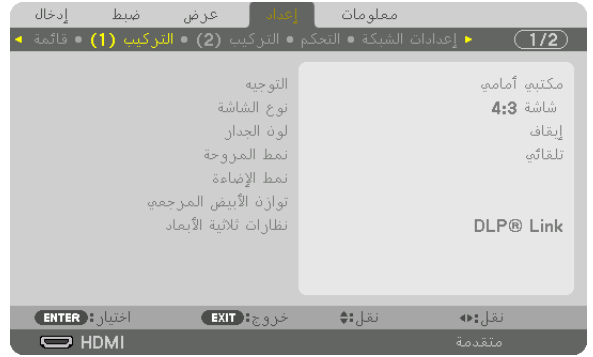 إدخال ضبط عرض إعداد معلومات
قائمة • التركيب (1) • التركيب (2) • التحكم • إعدادات الشبكة 1/2
التوجيه مكتبي أمامي
نوع الشاشة شاشة 4:3
لون الجدار إيقاف
نمط المروحة تلقائي
نمط الإضاءة
توازن الأبيض المرجعي
نظارات ثلاثية الأبعاد DLP® Link
ENTER :اختيار EXIT :خروج نقل: نقل:
HDMI متقدمة